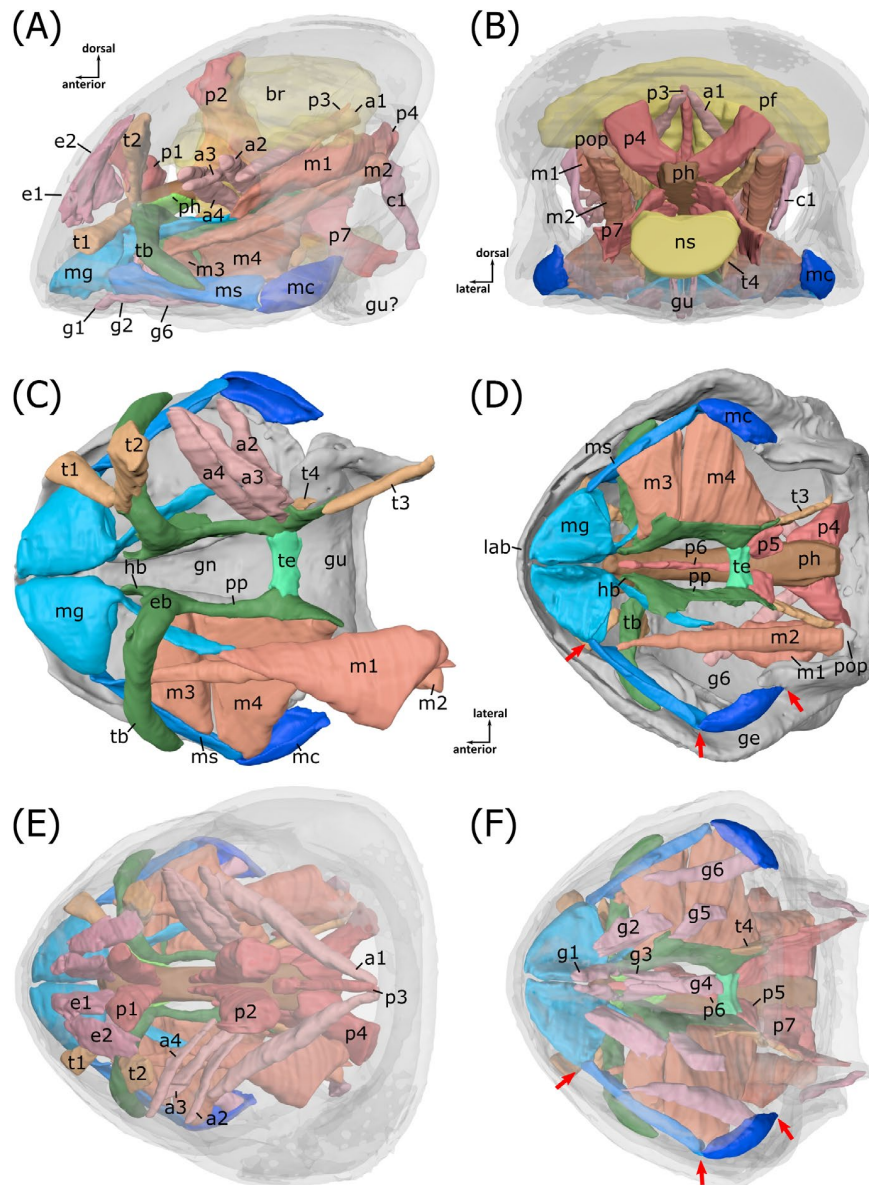 (A)
dorsal
anterior
p2
br
p3
a1
p4
e2
t2
p1
a3
a2
m1
m2
c1
e1
ph
a4
t1
tb
p7
mg
m3
m4
ms
mc
g1
g2
g6
gu?
(B)
p3
a1
pf
pop
p4
m1
ph
c1
m2
p7
ns
dorsal
lateral
t4
mc
gu
(C)
t1
t2
a2
a4
a3
t4
t3
mg
te
gn
gu
hb
eb
pp
mg
m1
m3
m4
m2
tb
ms
mc
lateral
anterior
(D)
mc
ms
m3
m4
t3
mg
p4
p5
lab
p6
te
ph
hb
pp
tb
m2
m1
pop
g6
ge
(E)
a1
p3
e1
p1
p2
e2
p4
a4
t1
t2
a3
a2
(F)
g6
g2
g5
t4
g1
g3
g4
p6
p5
p7